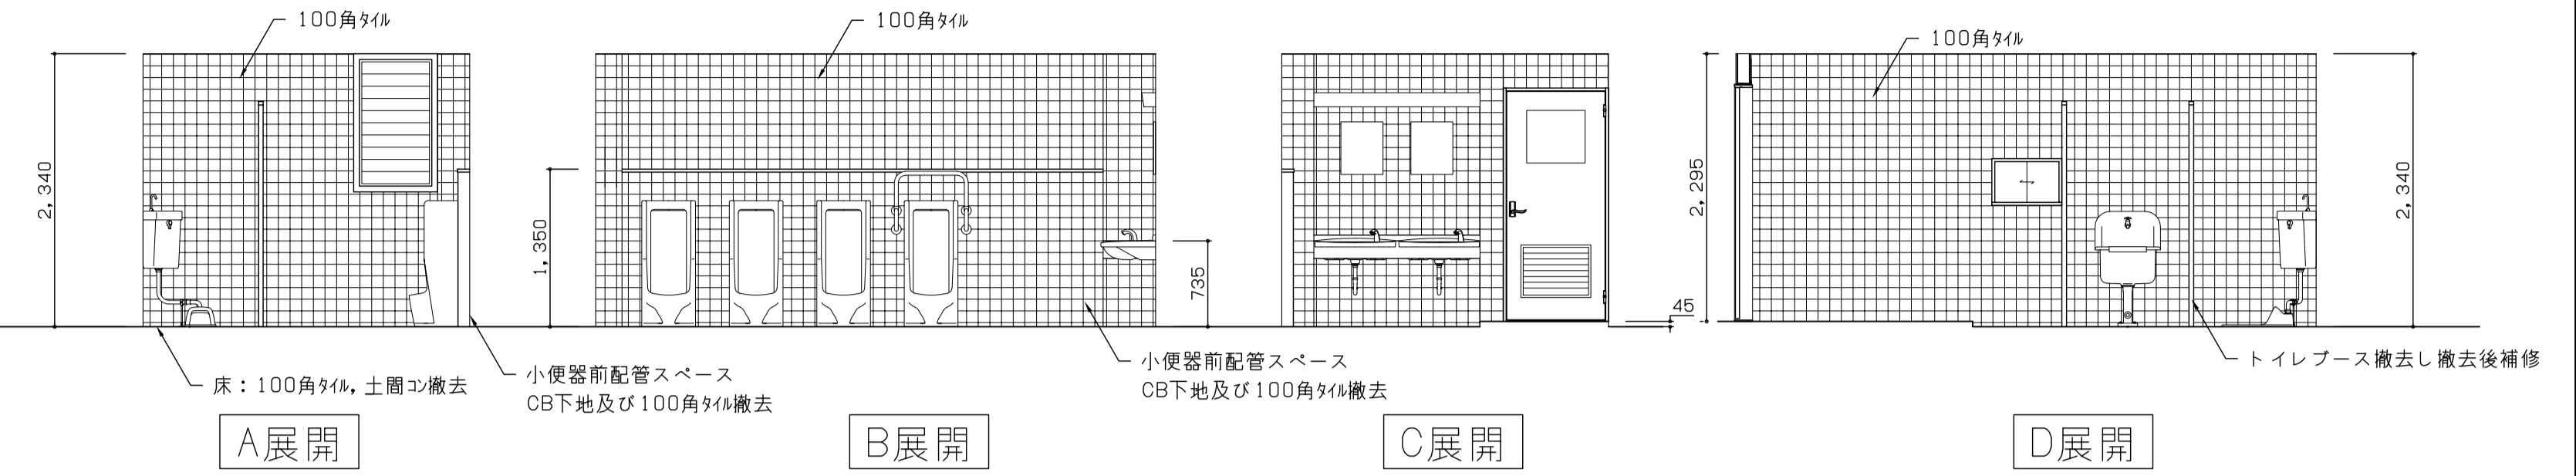 100角タイル
2,340
床：100角タイル，土間コン撤去
小便器前配管スペース
CB下地及び100角タイル撤去
A展開
100角タイル
1,350
735
小便器前配管スペース
CB下地及び100角タイル撤去
B展開
45
C展開
100角タイル
2,295
2,340
トイレブース撤去し撤去後補修
D展開